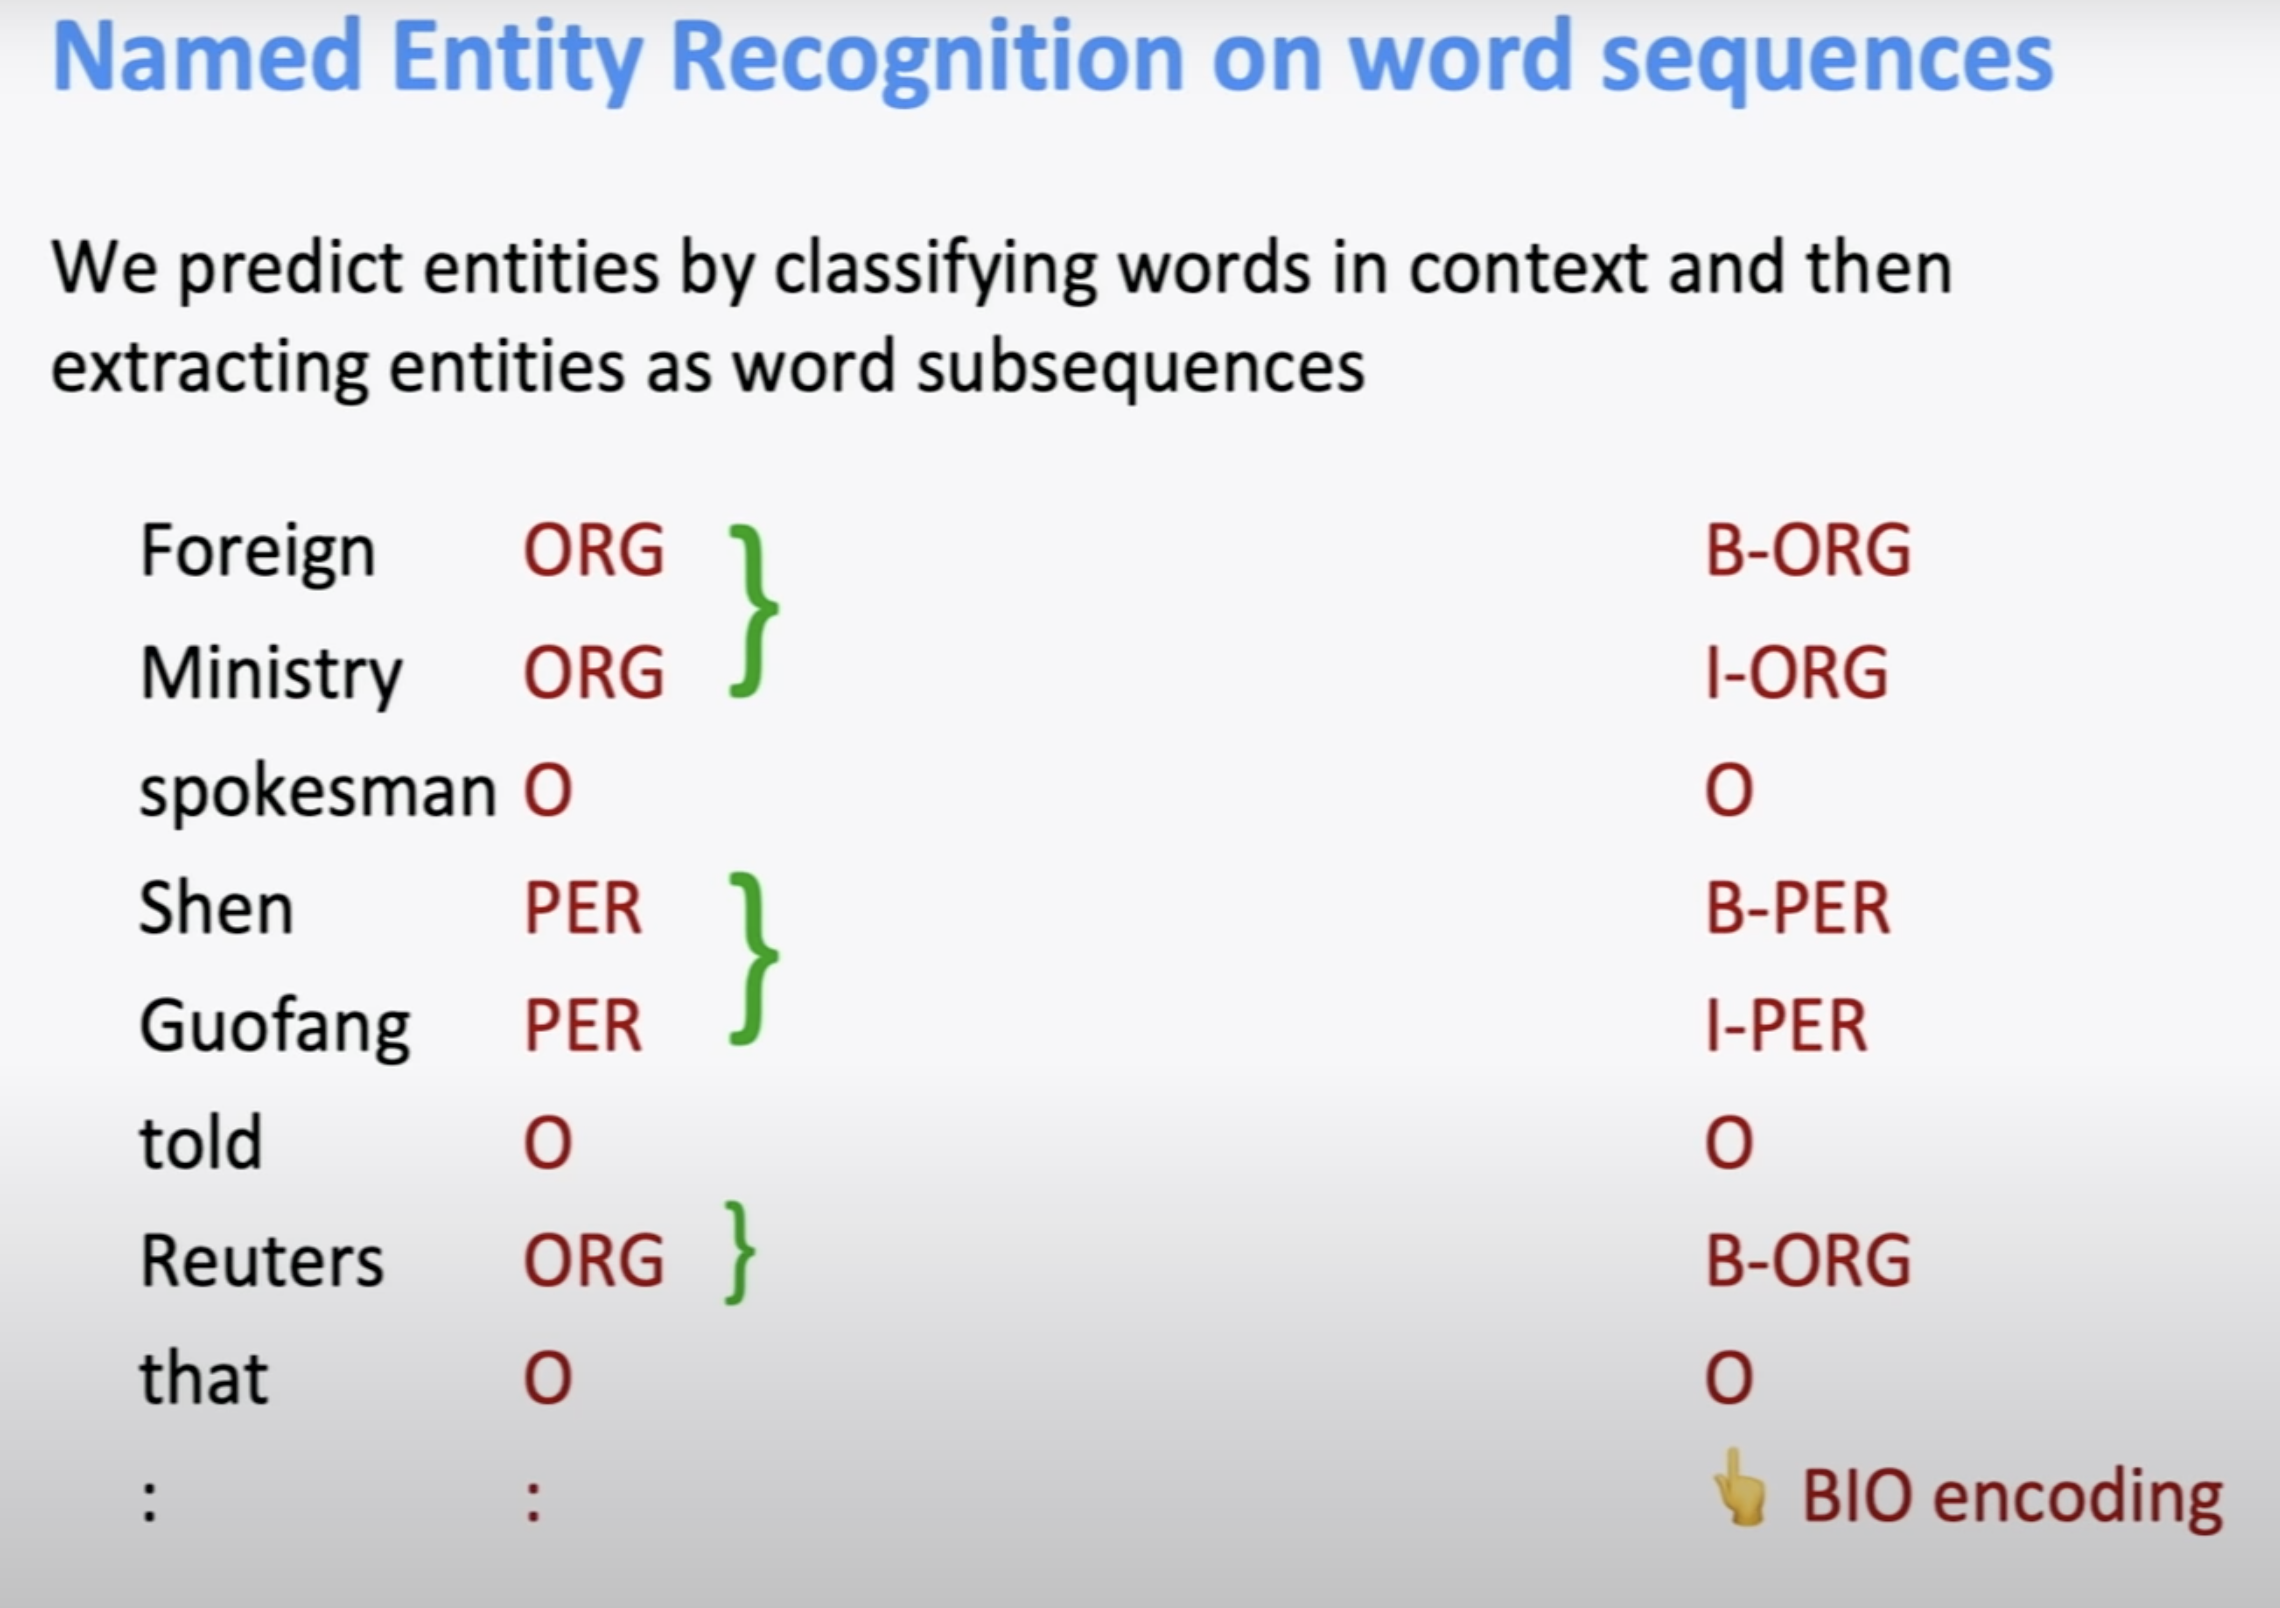 Named Entity Recognition on word sequences
We predict entities by classifying words in context and then
extracting entities as word subsequences
Foreign ORG } B-ORG
Ministry ORG I-ORG
spokesman O O
Shen PER } B-PER
Guofang PER I-PER
told O O
Reuters ORG } B-ORG
that O O
: : 👆 BIO encoding